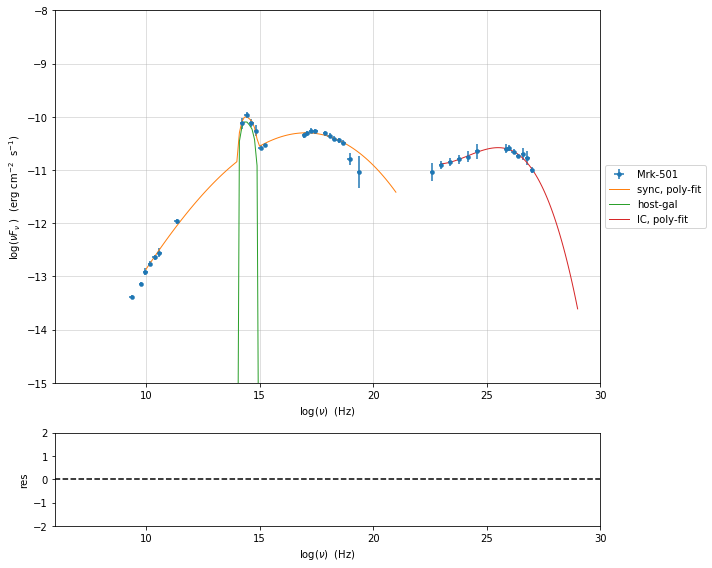 −8
−9
−10
−11
−12
−13
−14
−15
log(νFν )  (erg cm⁻²  s⁻¹)
10 15 20 25 30
log(ν)  (Hz)
Mrk-501
sync, poly-fit
host-gal
IC, poly-fit
2
1
0
−1
−2
res
10 15 20 25 30
log(ν)  (Hz)